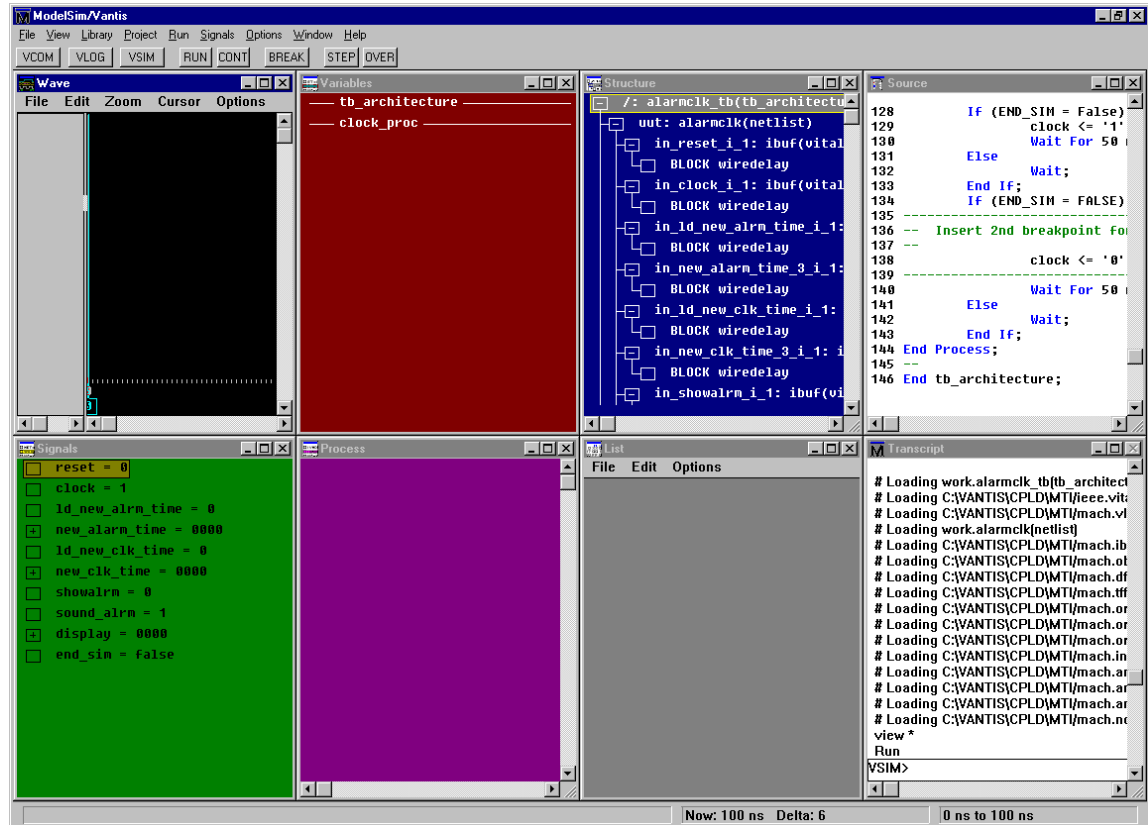 ModelSim/Vantis
File View Library Project Run Signals Options Window Help
VCOM VLOG VSIM RUN CONT BREAK STEP OVER
Wave
File Edit Zoom Cursor Options
Variables
tb_architecture
clock_proc
Structure
/: alarmclk_tb(tb_architectu
uut: alarmclk(netlist)
in_reset_i_1: ibuf(vital
BLOCK wiredelay
in_clock_i_1: ibuf(vital
BLOCK wiredelay
in_ld_new_alrm_time_i_1:
BLOCK wiredelay
in_new_alarm_time_3_i_1:
BLOCK wiredelay
in_ld_new_clk_time_i_1:
BLOCK wiredelay
in_new_clk_time_3_i_1: i
BLOCK wiredelay
in_showalrm_i_1: ibuf(vi
Source
128 If (END_SIM = False)
129 clock <= '1'
130 Wait For 50
131 Else
132 Wait;
133 End If;
134 If (END_SIM = FALSE)
135 --------------------------------
136 -- Insert 2nd breakpoint fo
137 --
138 clock <= '0'
139 --------------------------------
140 Wait For 50
141 Else
142 Wait;
143 End If;
144 End Process;
145 --
146 End tb_architecture;
Signals
reset = 0
clock = 1
ld_new_alrm_time = 0
new_alarm_time = 0000
ld_new_clk_time = 0
new_clk_time = 0000
showalrm = 0
sound_alrm = 1
display = 0000
end_sim = false
Process
List
File Edit Options
Transcript
# Loading work.alarmclk_tb(tb_architect
# Loading C:\VANTIS\CPLD\MTI/ieee.vita
# Loading C:\VANTIS\CPLD\MTI/mach.vl
# Loading work.alarmclk(netlist)
# Loading C:\VANTIS\CPLD\MTI/mach.ib
# Loading C:\VANTIS\CPLD\MTI/mach.ob
# Loading C:\VANTIS\CPLD\MTI/mach.df
# Loading C:\VANTIS\CPLD\MTI/mach.tff
# Loading C:\VANTIS\CPLD\MTI/mach.or
# Loading C:\VANTIS\CPLD\MTI/mach.or
# Loading C:\VANTIS\CPLD\MTI/mach.or
# Loading C:\VANTIS\CPLD\MTI/mach.in
# Loading C:\VANTIS\CPLD\MTI/mach.ar
# Loading C:\VANTIS\CPLD\MTI/mach.ar
# Loading C:\VANTIS\CPLD\MTI/mach.ar
# Loading C:\VANTIS\CPLD\MTI/mach.no
view *
Run
VSIM>
Now: 100 ns Delta: 6
0 ns to 100 ns